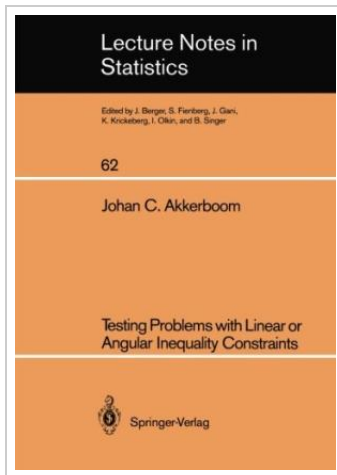 Lecture Notes in
Statistics
Edited by J. Berger, S. Fienberg, J. Gani,
K. Krickeberg, I. Olkin, and B. Singer
62
Johan C. Akkerboom
Testing Problems with Linear or
Angular Inequality Constraints
Springer-Verlag